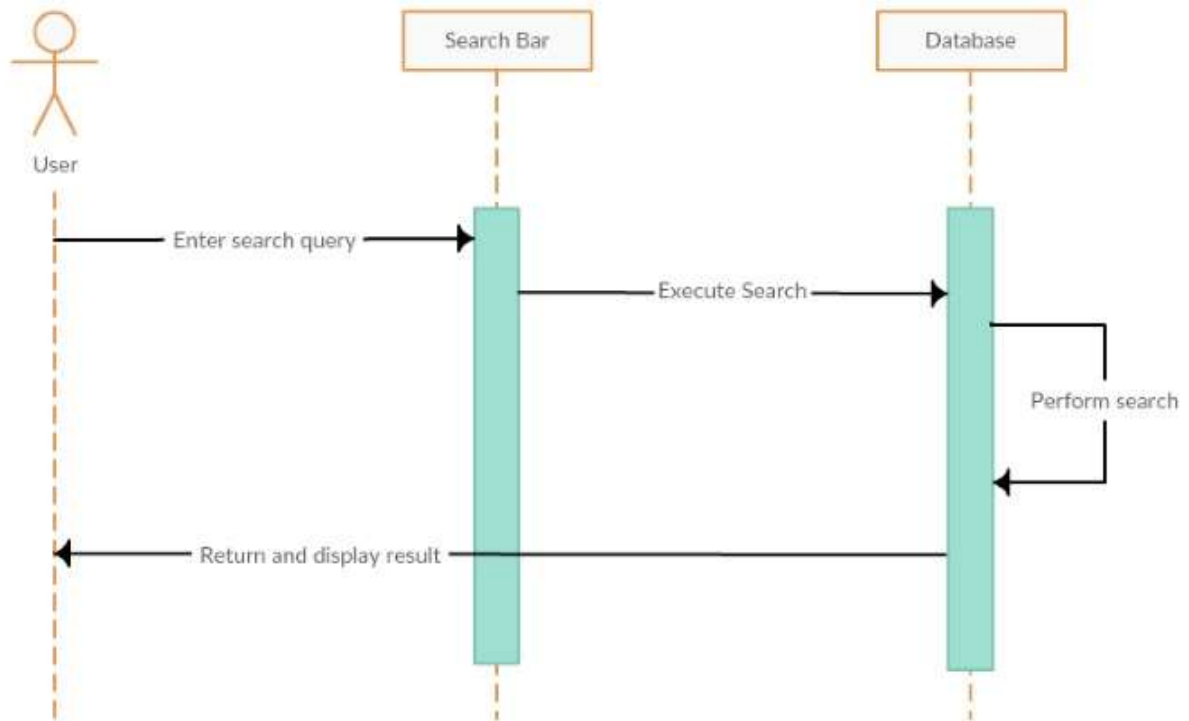 Search Bar
Database
User
Enter search query
Execute Search
Perform search
Return and display result